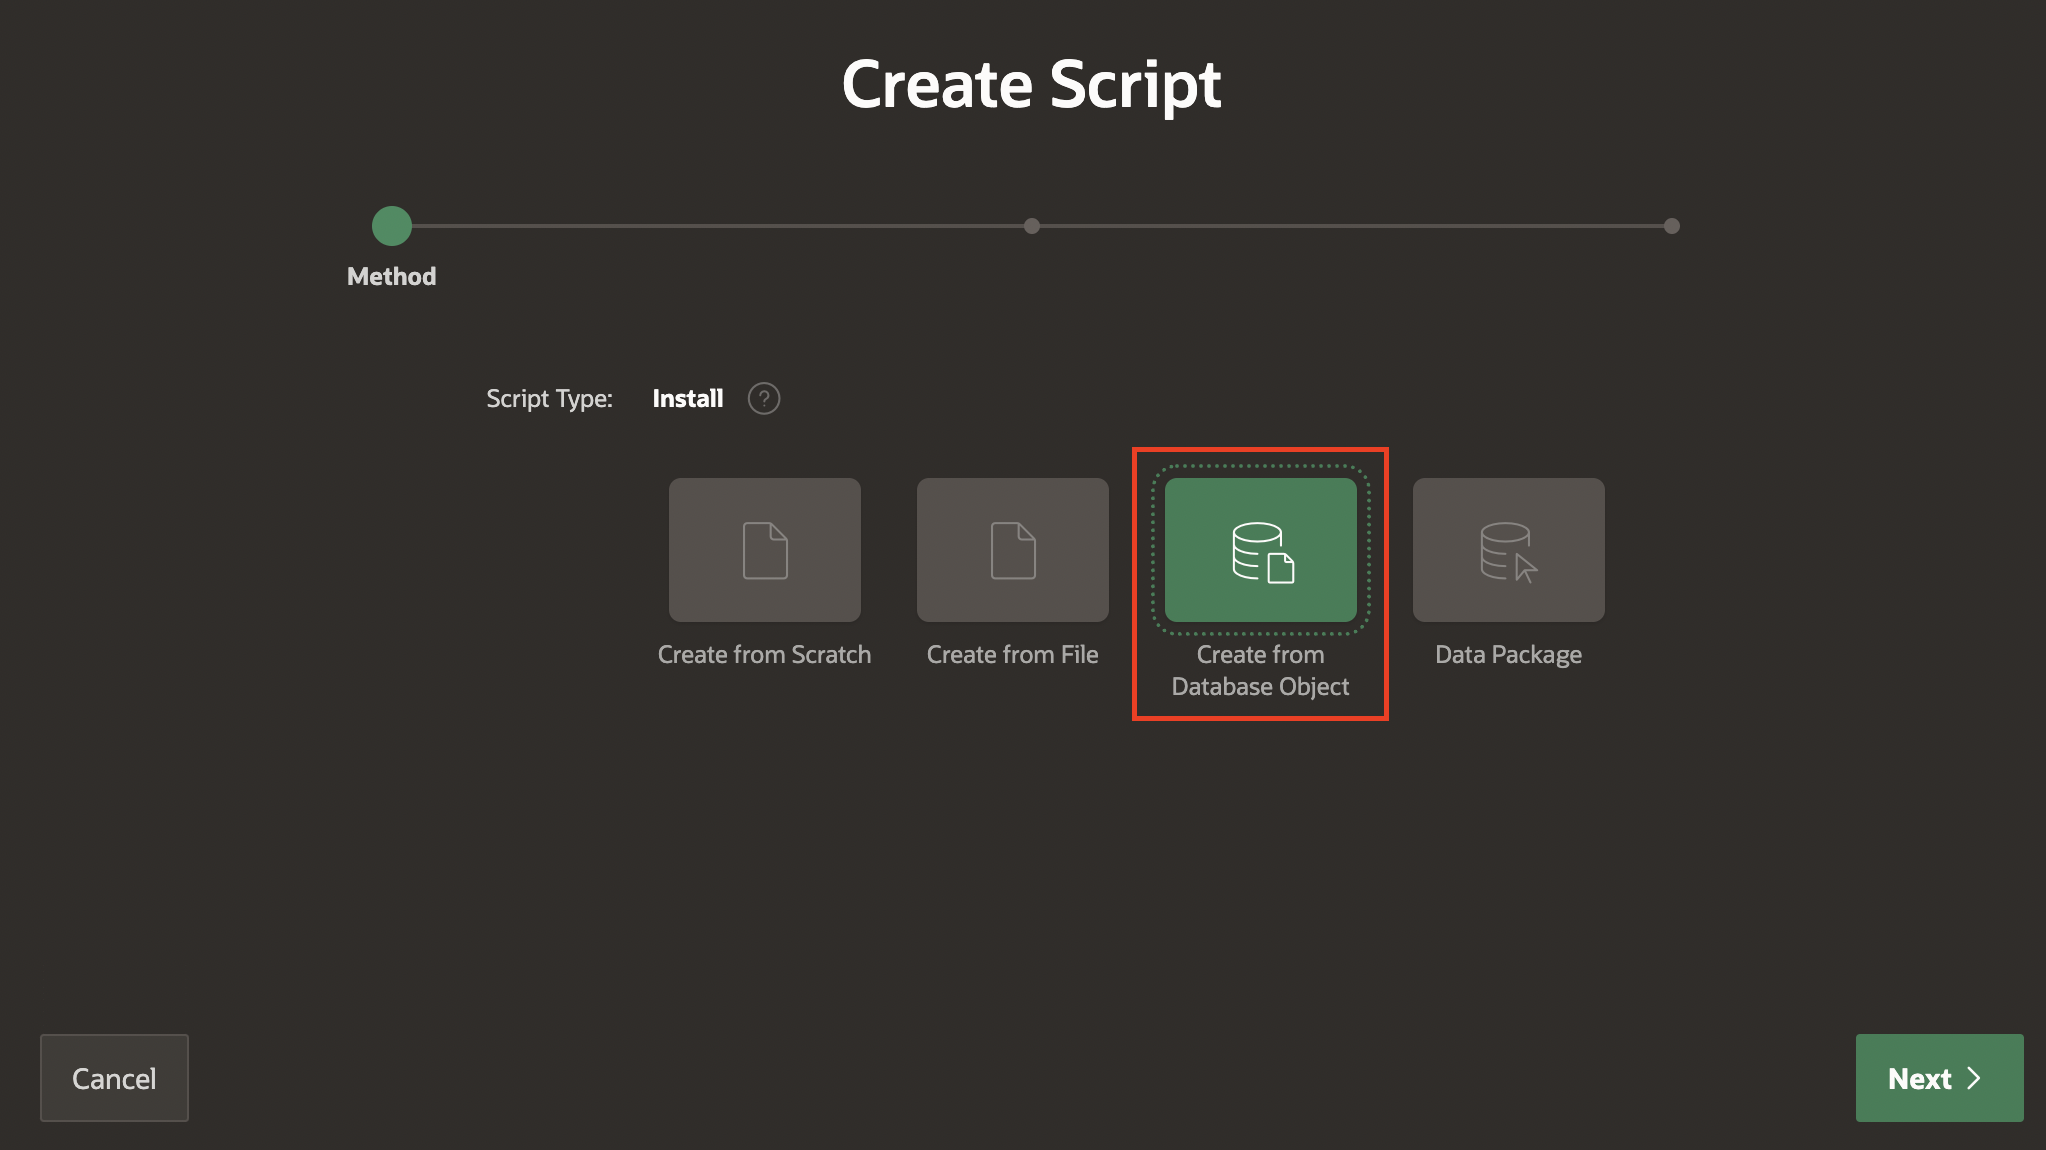 Create Script
Method
Script Type: Install ?
Create from Scratch
Create from File
Create from
Database Object
Data Package
Cancel
Next